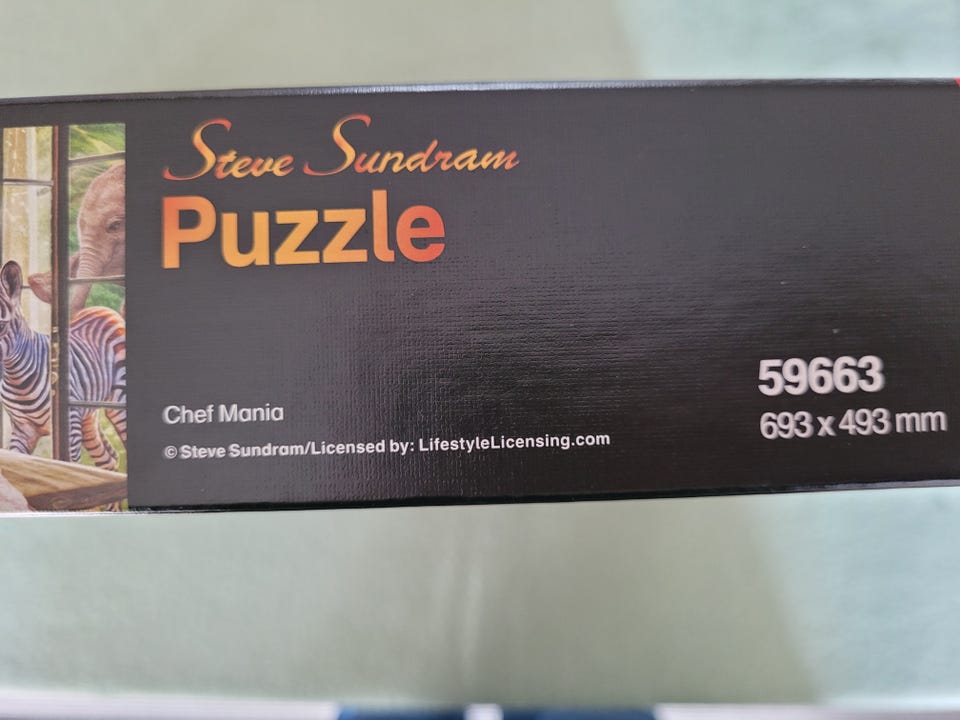 Steve Sundram
Puzzle
Chef Mania
© Steve Sundram/Licensed by: LifestyleLicensing.com
59663
693 x 493 mm